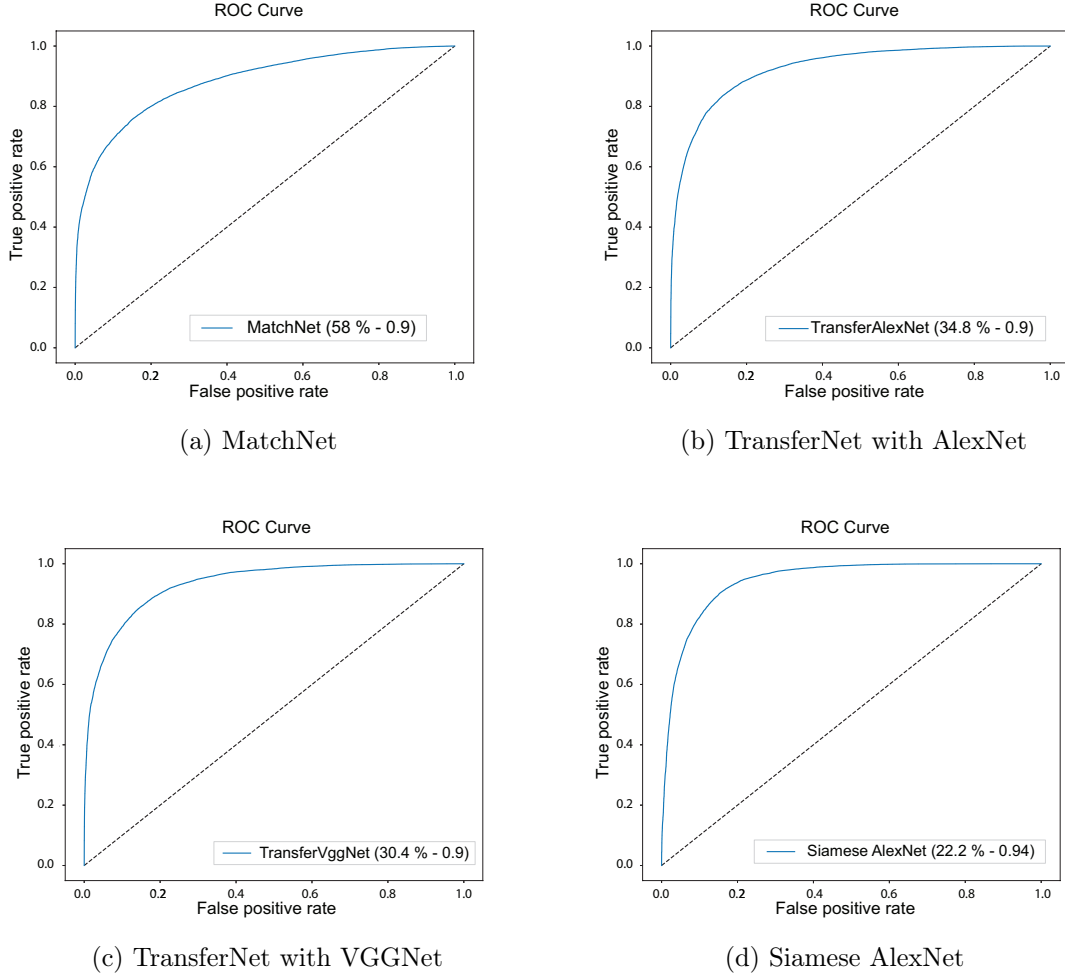 ROC Curve
1.0
0.8
0.6
0.4
0.2
0.0
True positive rate
MatchNet (58 % - 0.9)
0.0 0.2 0.4 0.6 0.8 1.0
False positive rate
(a) MatchNet
ROC Curve
1.0
0.8
0.6
0.4
0.2
0.0
True positive rate
TransferAlexNet (34.8 % - 0.9)
0.0 0.2 0.4 0.6 0.8 1.0
False positive rate
(b) TransferNet with AlexNet
ROC Curve
1.0
0.8
0.6
0.4
0.2
0.0
True positive rate
TransferVggNet (30.4 % - 0.9)
0.0 0.2 0.4 0.6 0.8 1.0
False positive rate
(c) TransferNet with VGGNet
ROC Curve
1.0
0.8
0.6
0.4
0.2
0.0
True positive rate
Siamese AlexNet (22.2 % - 0.94)
0.0 0.2 0.4 0.6 0.8 1.0
False positive rate
(d) Siamese AlexNet